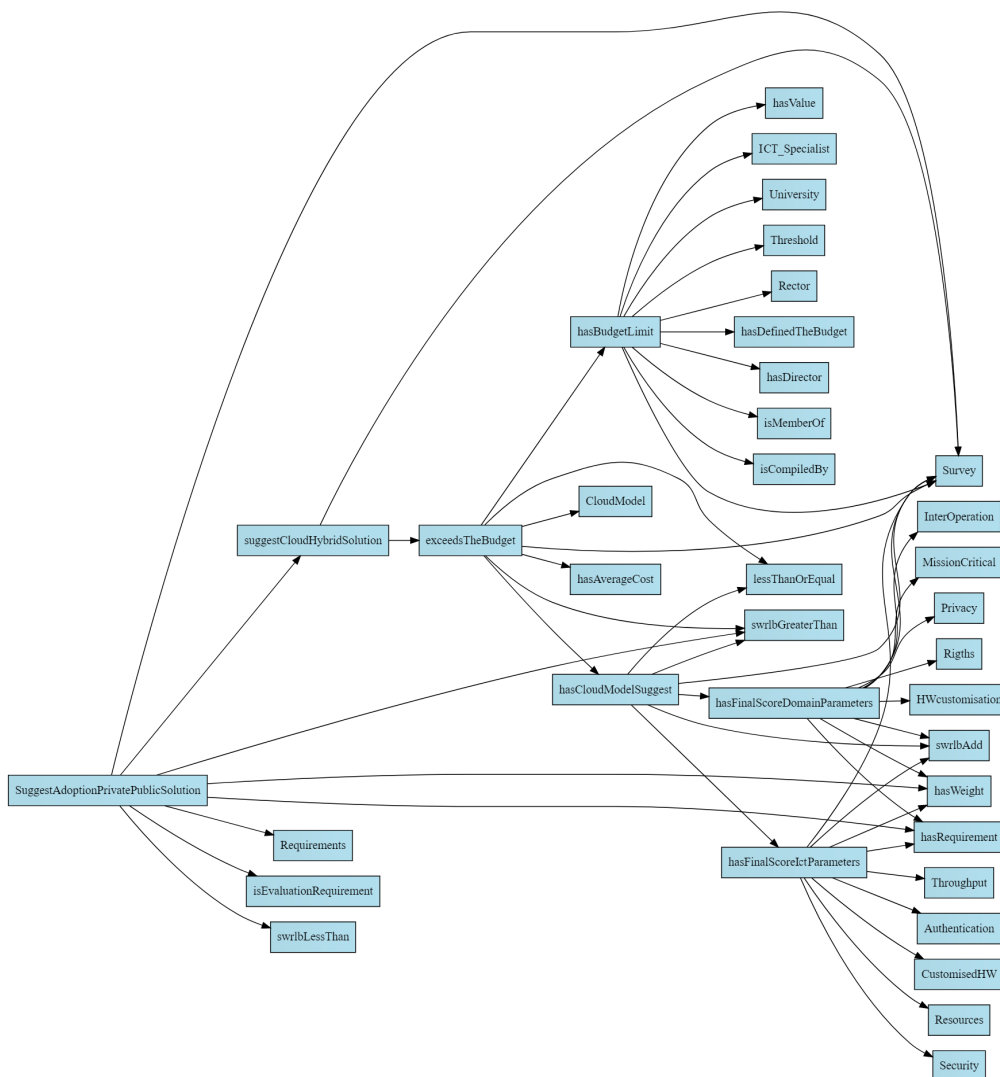 hasValue
ICT_Specialist
University
Threshold
Rector
hasBudgetLimit
hasDefinedTheBudget
hasDirector
isMemberOf
isCompiledBy
Survey
CloudModel
InterOperation
suggestCloudHybridSolution
exceedsTheBudget
MissionCritical
hasAverageCost
lessThanOrEqual
Privacy
swrlbGreaterThan
Rigths
hasCloudModelSuggest
hasFinalScoreDomainParameters
HWcustomisation
swrlbAdd
SuggestAdoptionPrivatePublicSolution
hasWeight
Requirements
hasRequirement
hasFinalScoreIctParameters
Throughput
isEvaluationRequirement
Authentication
swrlbLessThan
CustomisedHW
Resources
Security